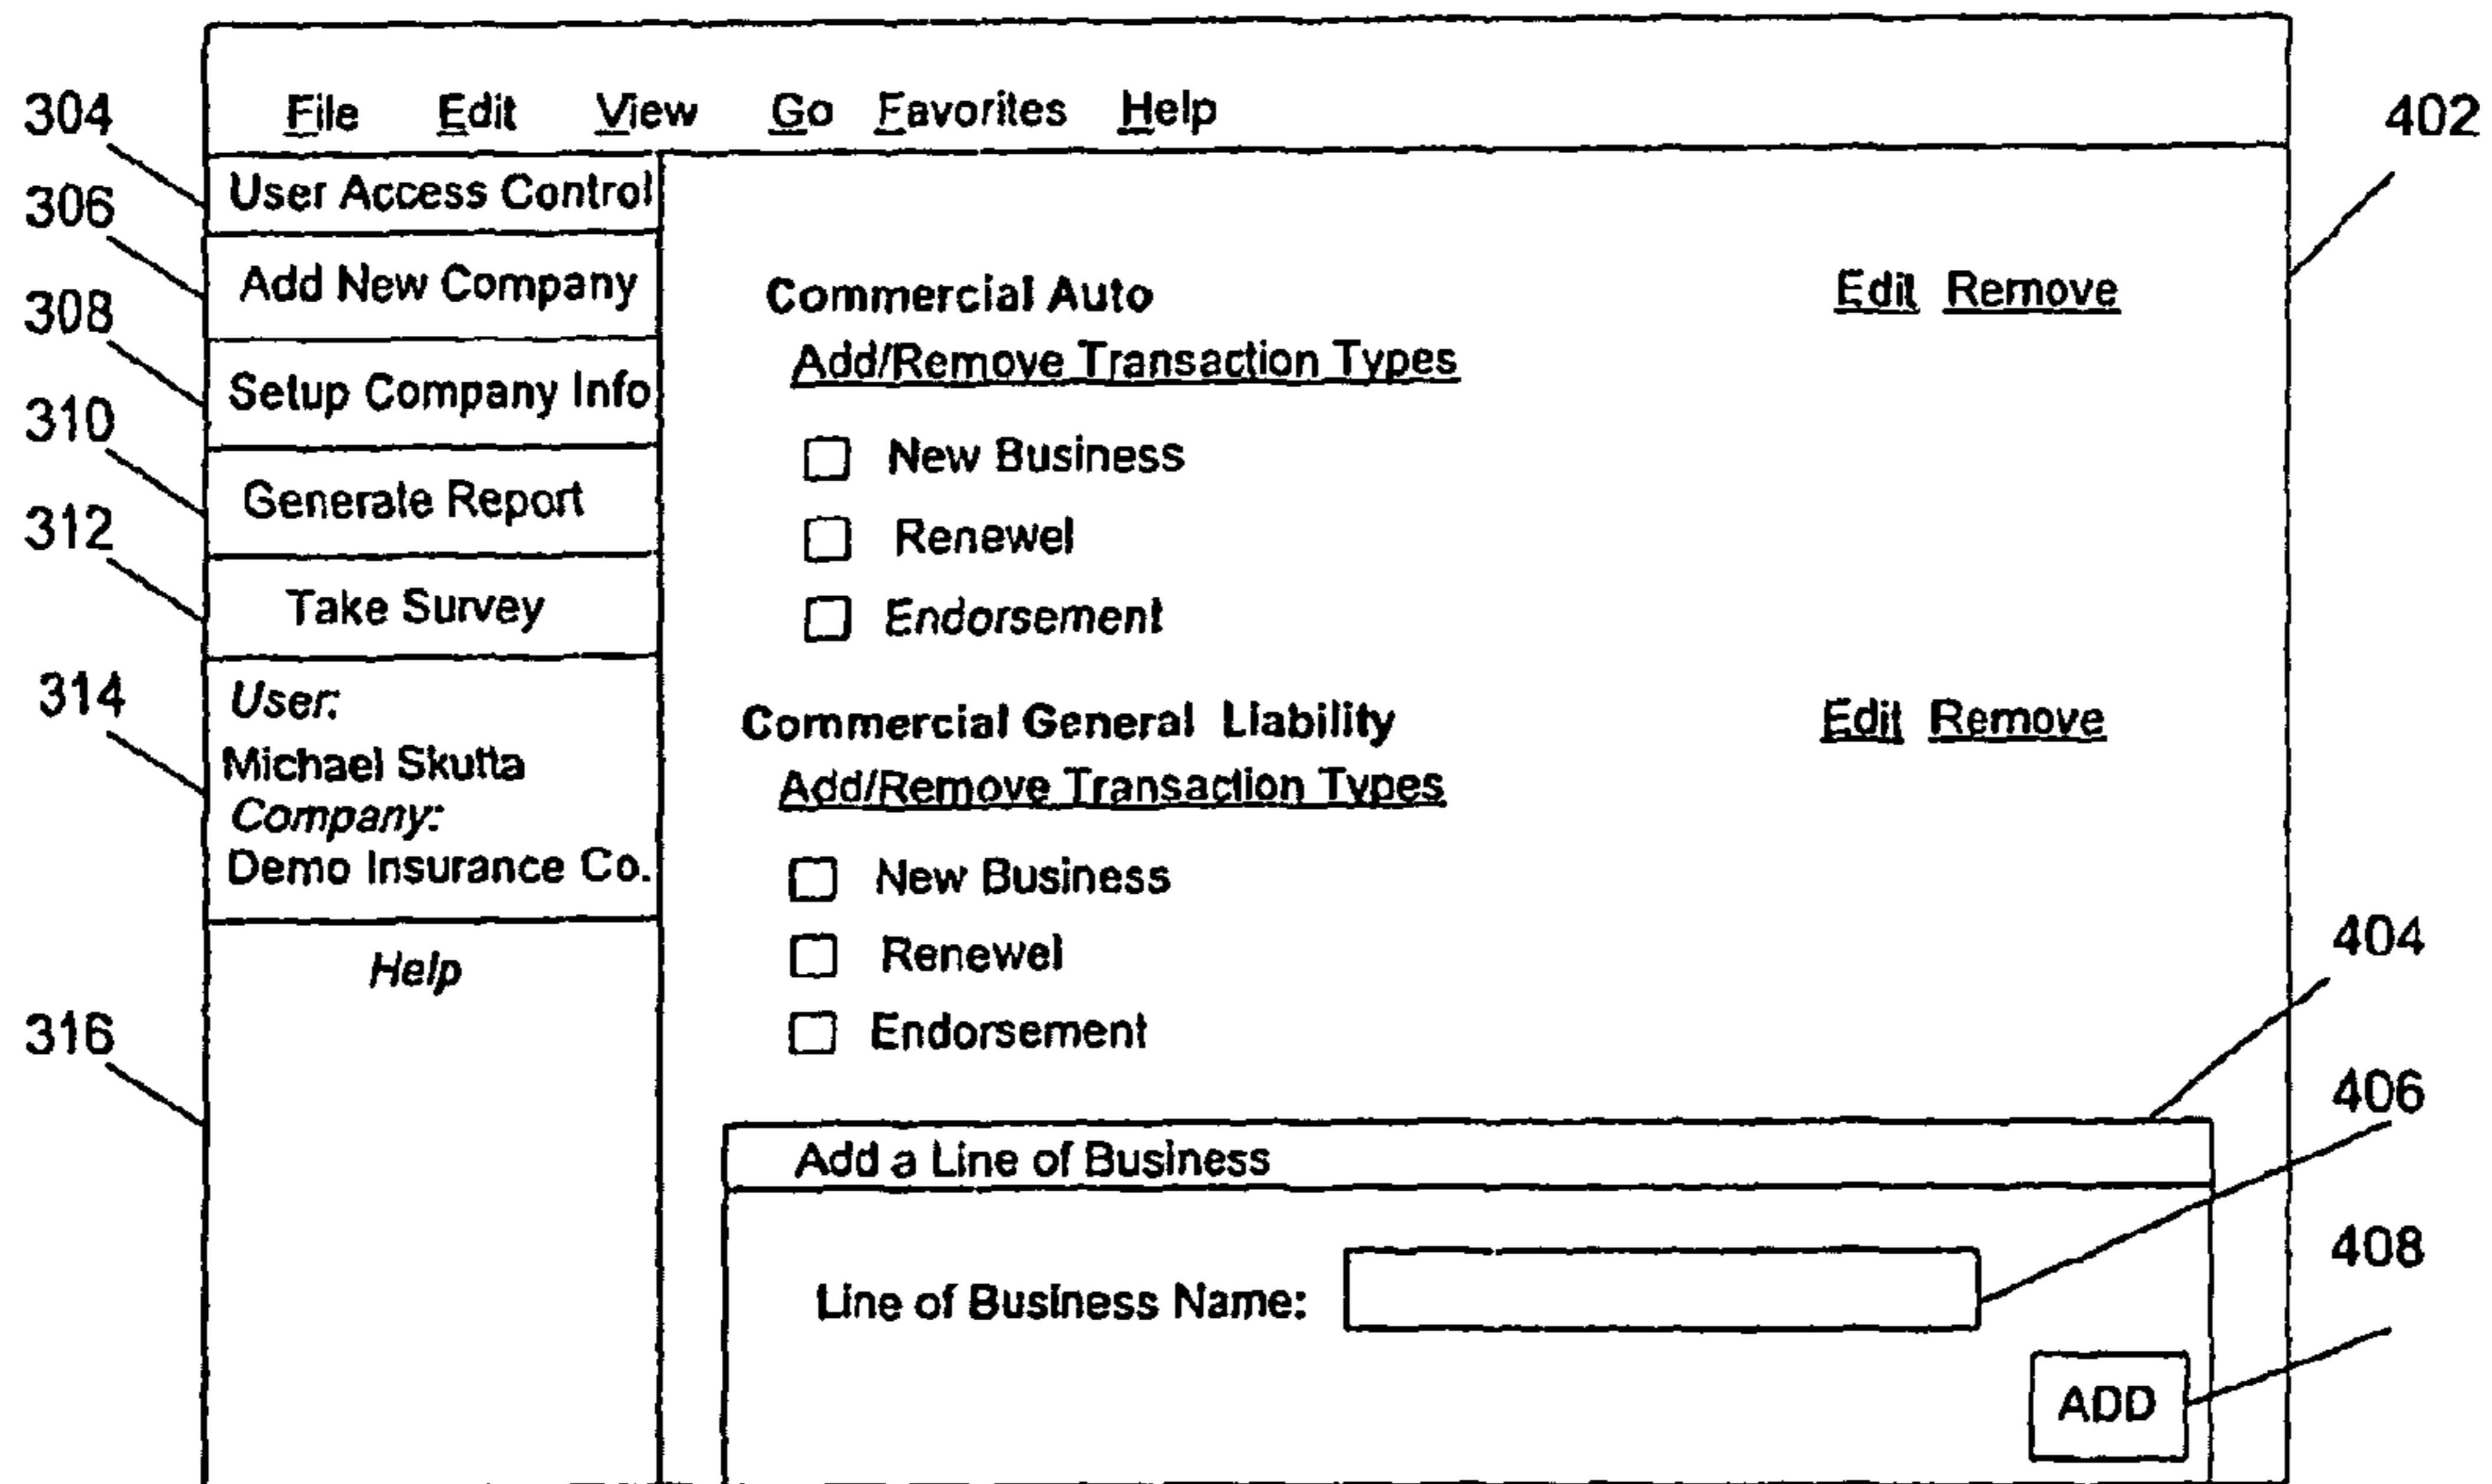 File Edit View Go Favorites Help
304
306
308
310
312
314
316
User Access Control
Add New Company
Setup Company Info
Generate Report
Take Survey
User:
Michael Skutta
Company:
Demo Insurance Co.
Help
Commercial Auto Edit Remove
Add/Remove Transaction Types
New Business
Renewel
Endorsement
Commercial General Liability Edit Remove
Add/Remove Transaction Types
New Business
Renewel
Endorsement
Add a Line of Business
Line of Business Name:
ADD
402
404
406
408